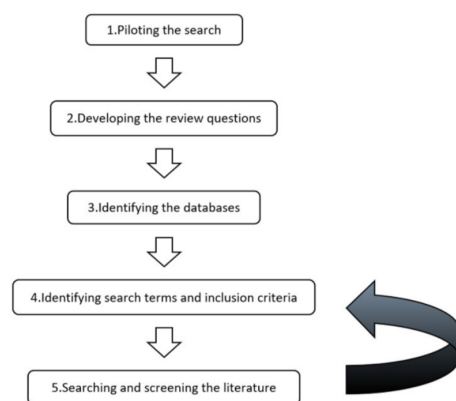 1.Piloting the search
2.Developing the review questions
3.Identifying the databases
4.Identifying search terms and inclusion criteria
5.Searching and screening the literature